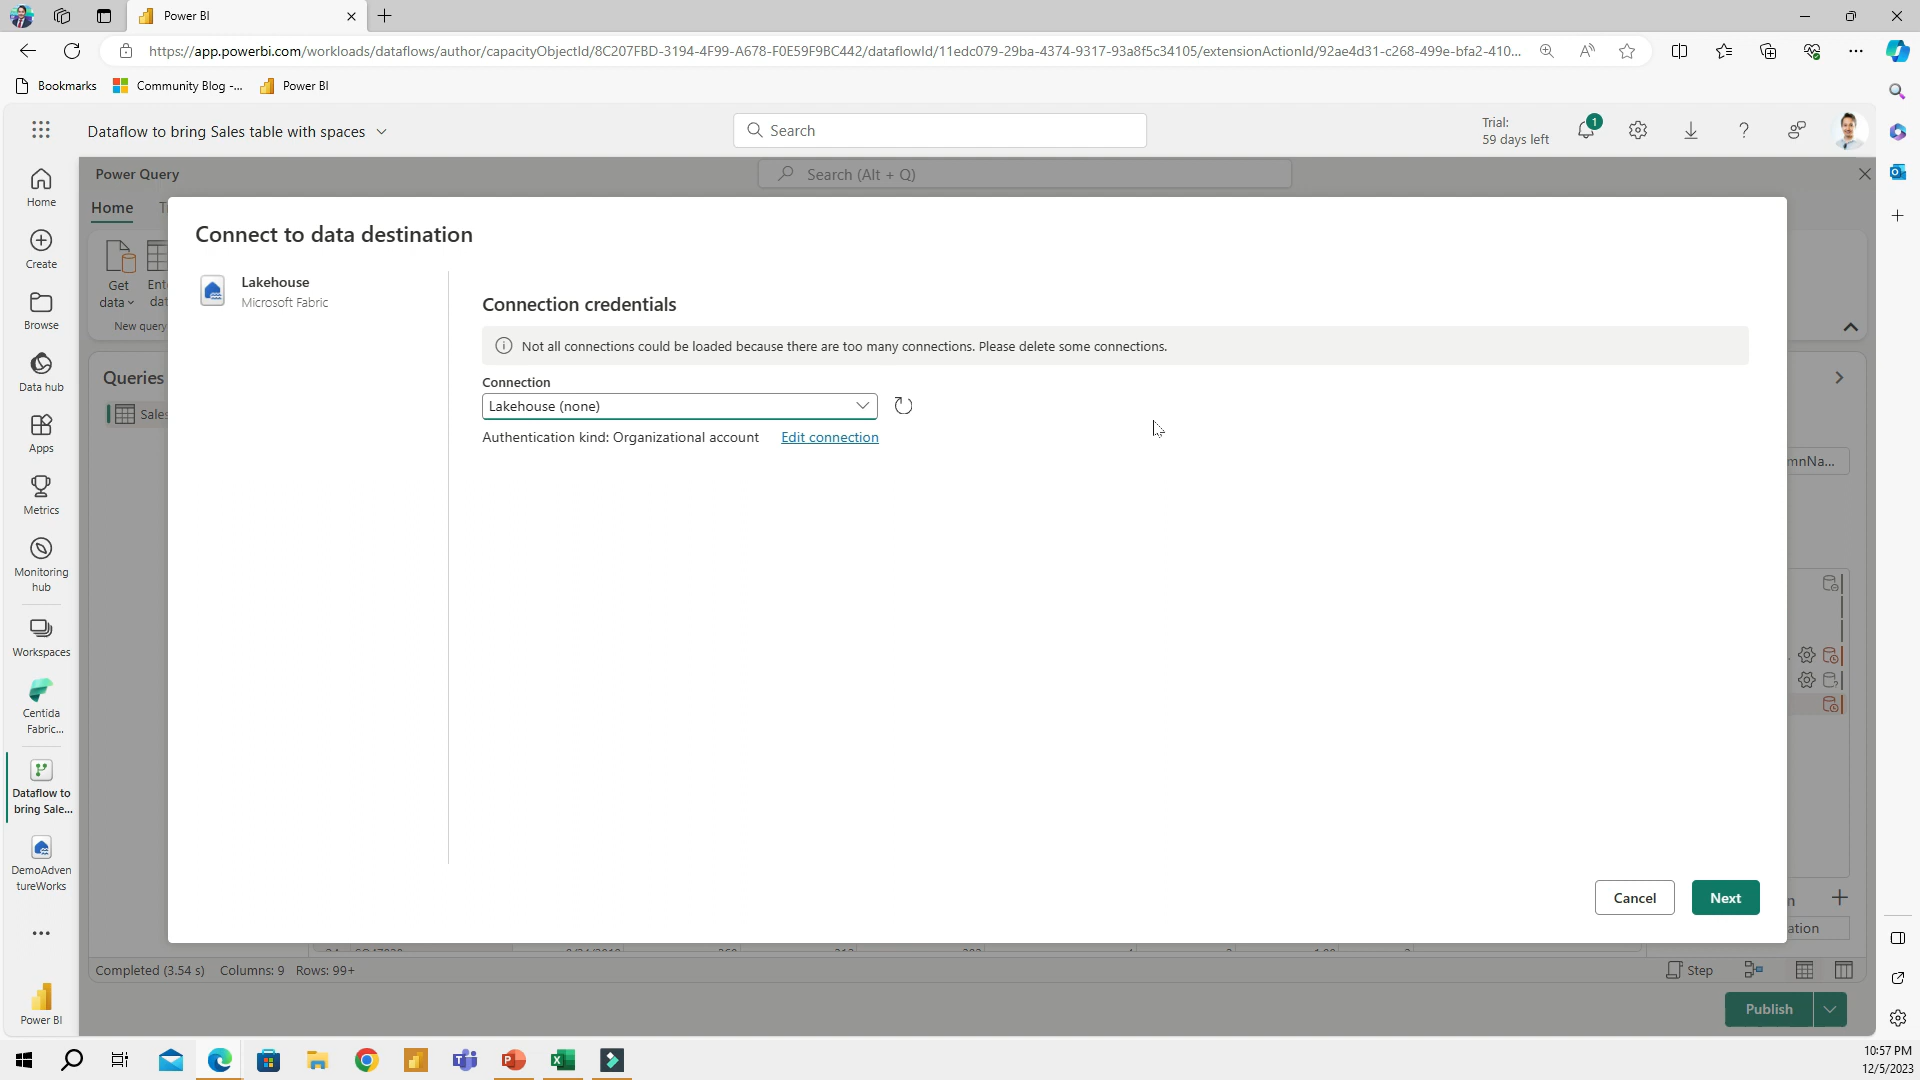 Power BI
https://app.powerbi.com/workloads/dataflows/author/capacityObjectId/8C207FBD-3194-4F99-A678-F0E59F9BC442/dataflowId/11edc079-29ba-4374-9317-93a8f5c34105/extensionActionId/92ae4d31-c268-499e-bfa2-410...
Bookmarks
Community Blog -...
Power BI
Dataflow to bring Sales table with spaces
Search
Trial:
59 days left
1
Power Query
Search (Alt + Q)
Home
Create
Browse
Data hub
Apps
Metrics
Monitoring
hub
Workspaces
Centida
Fabric...
Dataflow to
bring Sale...
DemoAdven
tureWorks
Power BI
Home
Get
data
Ent
dat
New query
Queries
Sales
Connect to data destination
Lakehouse
Microsoft Fabric
Connection credentials
Not all connections could be loaded because there are too many connections. Please delete some connections.
Connection
Lakehouse (none)
Authentication kind: Organizational account
Edit connection
Cancel
Next
mnNa...
n
ation
Completed (3.54 s)
Columns: 9
Rows: 99+
Step
Publish
10:57 PM
12/5/2023